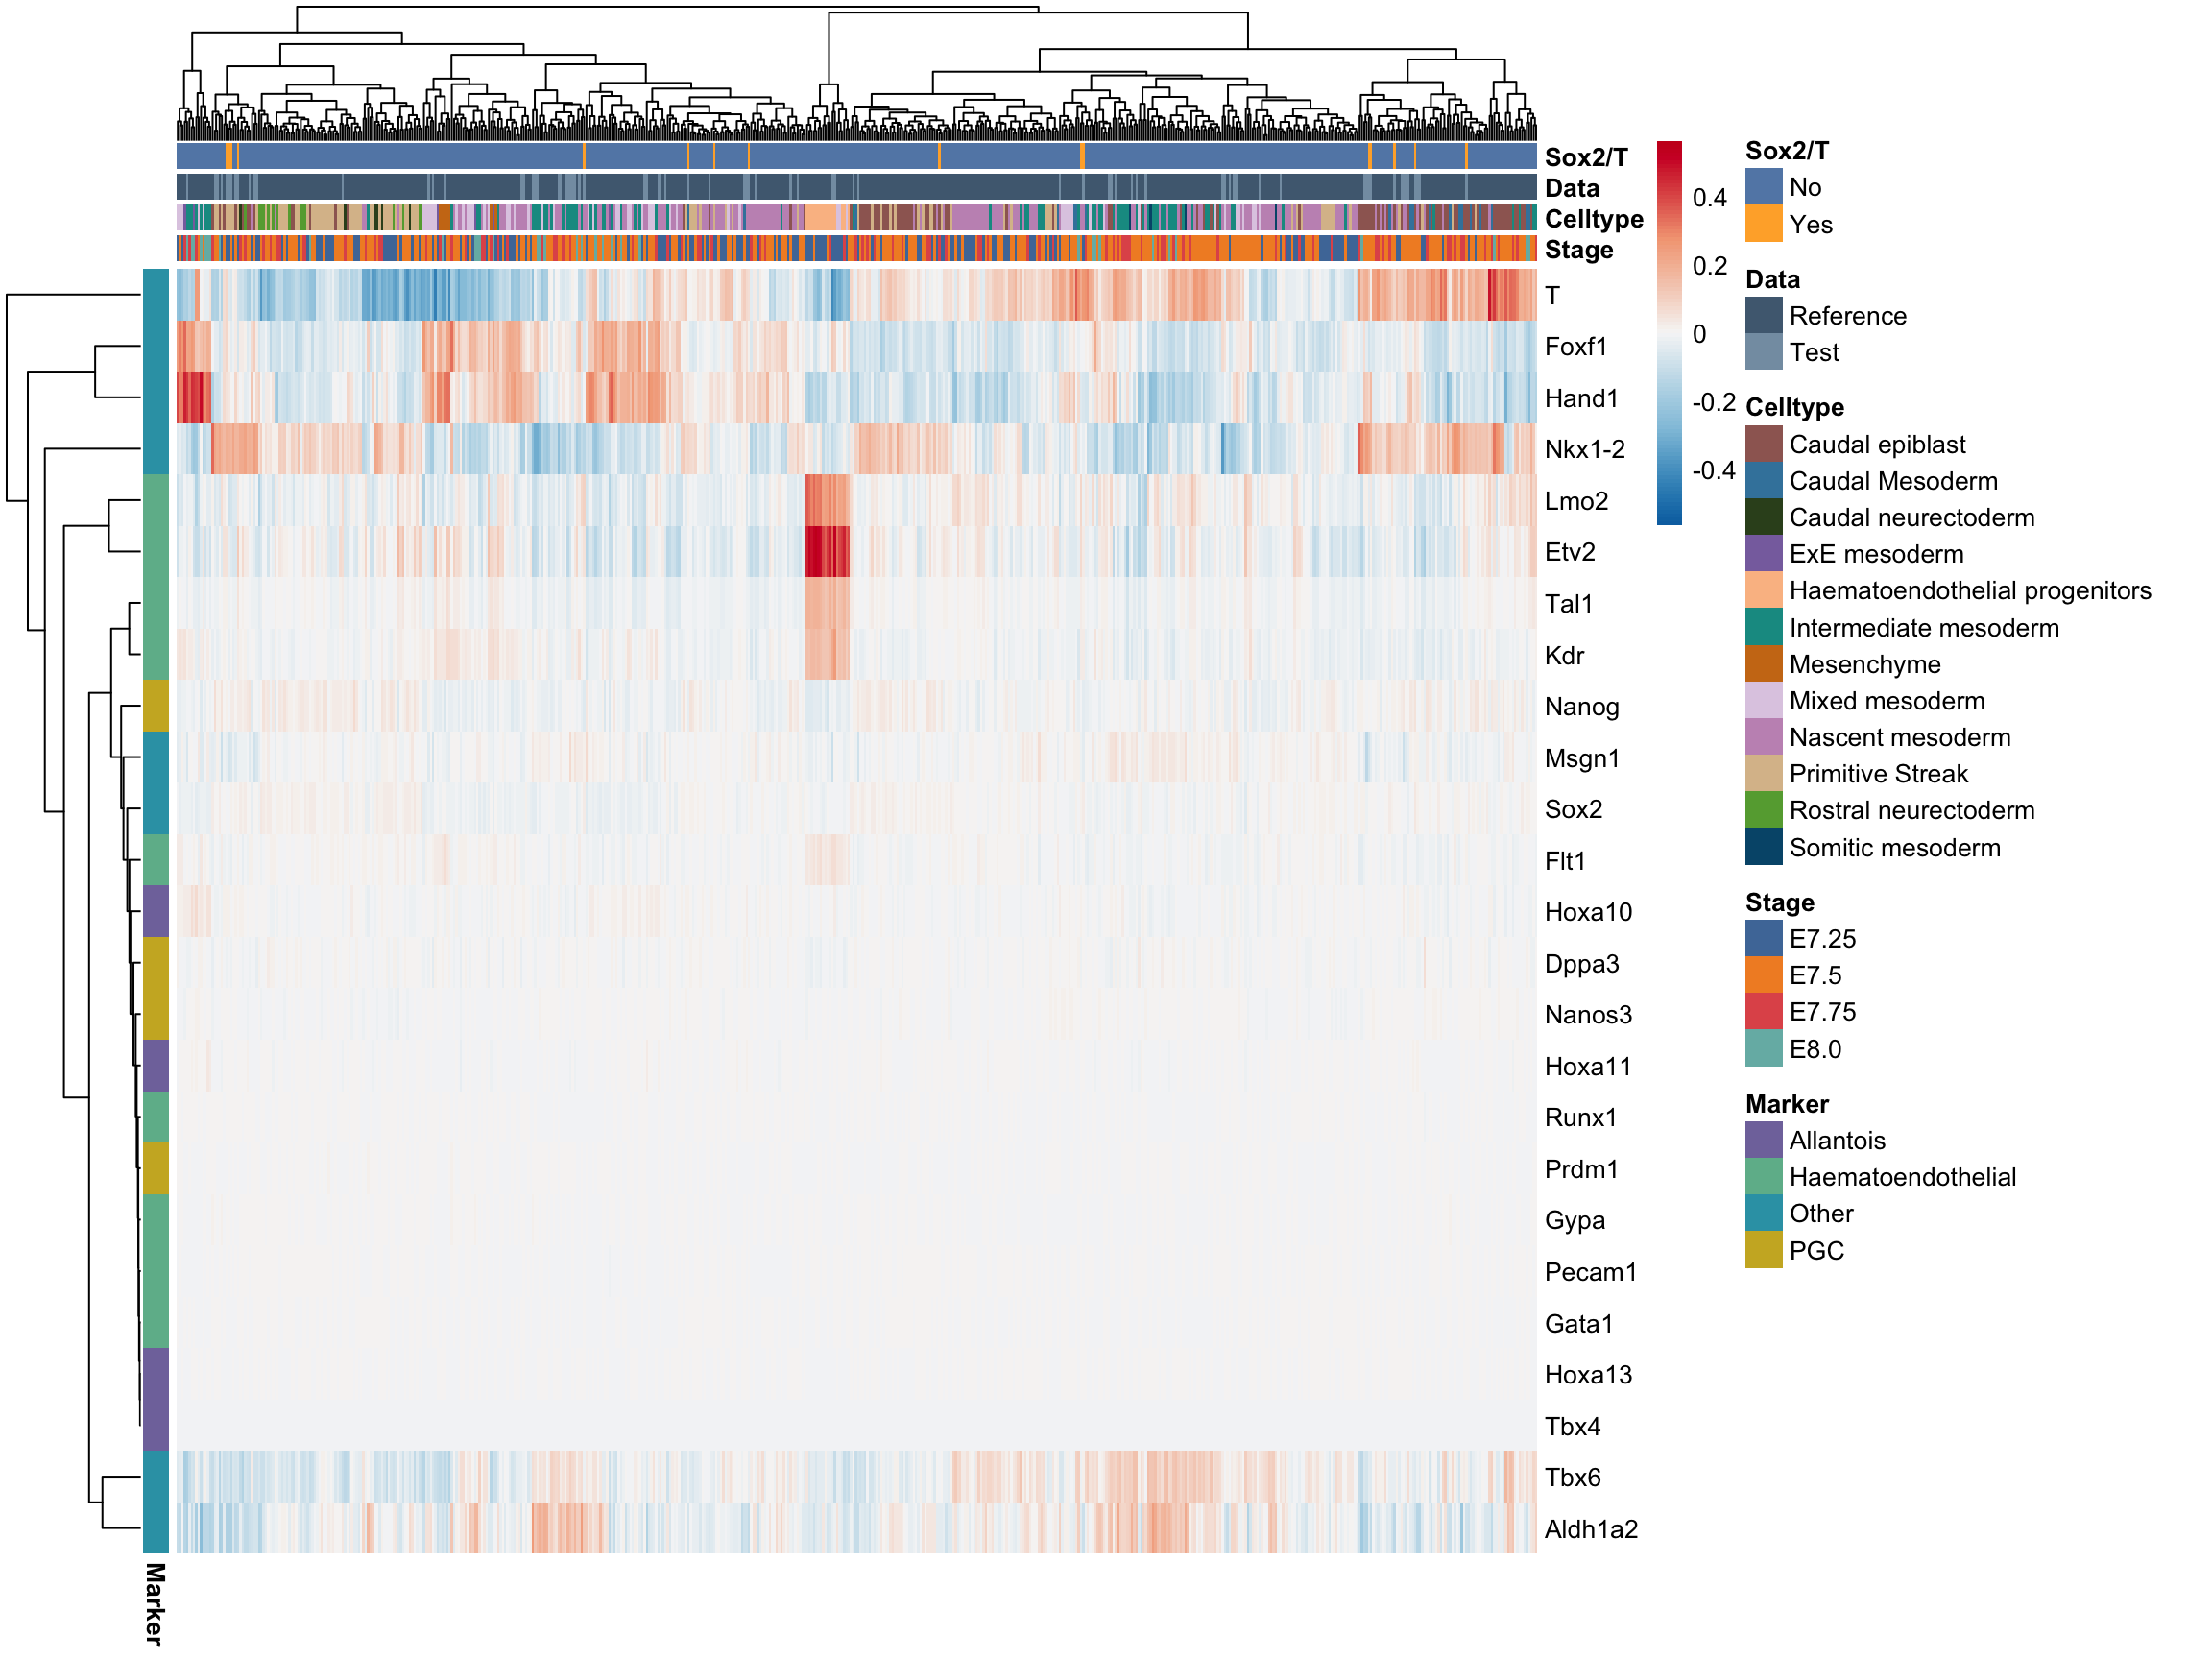 Sox2/T
Data
Celltype
Stage
T
Foxf1
Hand1
Nkx1-2
Lmo2
Etv2
Tal1
Kdr
Nanog
Msgn1
Sox2
Flt1
Hoxa10
Dppa3
Nanos3
Hoxa11
Runx1
Prdm1
Gypa
Pecam1
Gata1
Hoxa13
Tbx4
Tbx6
Aldh1a2
Marker
0.4
0.2
0
-0.2
-0.4
Sox2/T
No
Yes
Data
Reference
Test
Celltype
Caudal epiblast
Caudal Mesoderm
Caudal neurectoderm
ExE mesoderm
Haematoendothelial progenitors
Intermediate mesoderm
Mesenchyme
Mixed mesoderm
Nascent mesoderm
Primitive Streak
Rostral neurectoderm
Somitic mesoderm
Stage
E7.25
E7.5
E7.75
E8.0
Marker
Allantois
Haematoendothelial
Other
PGC